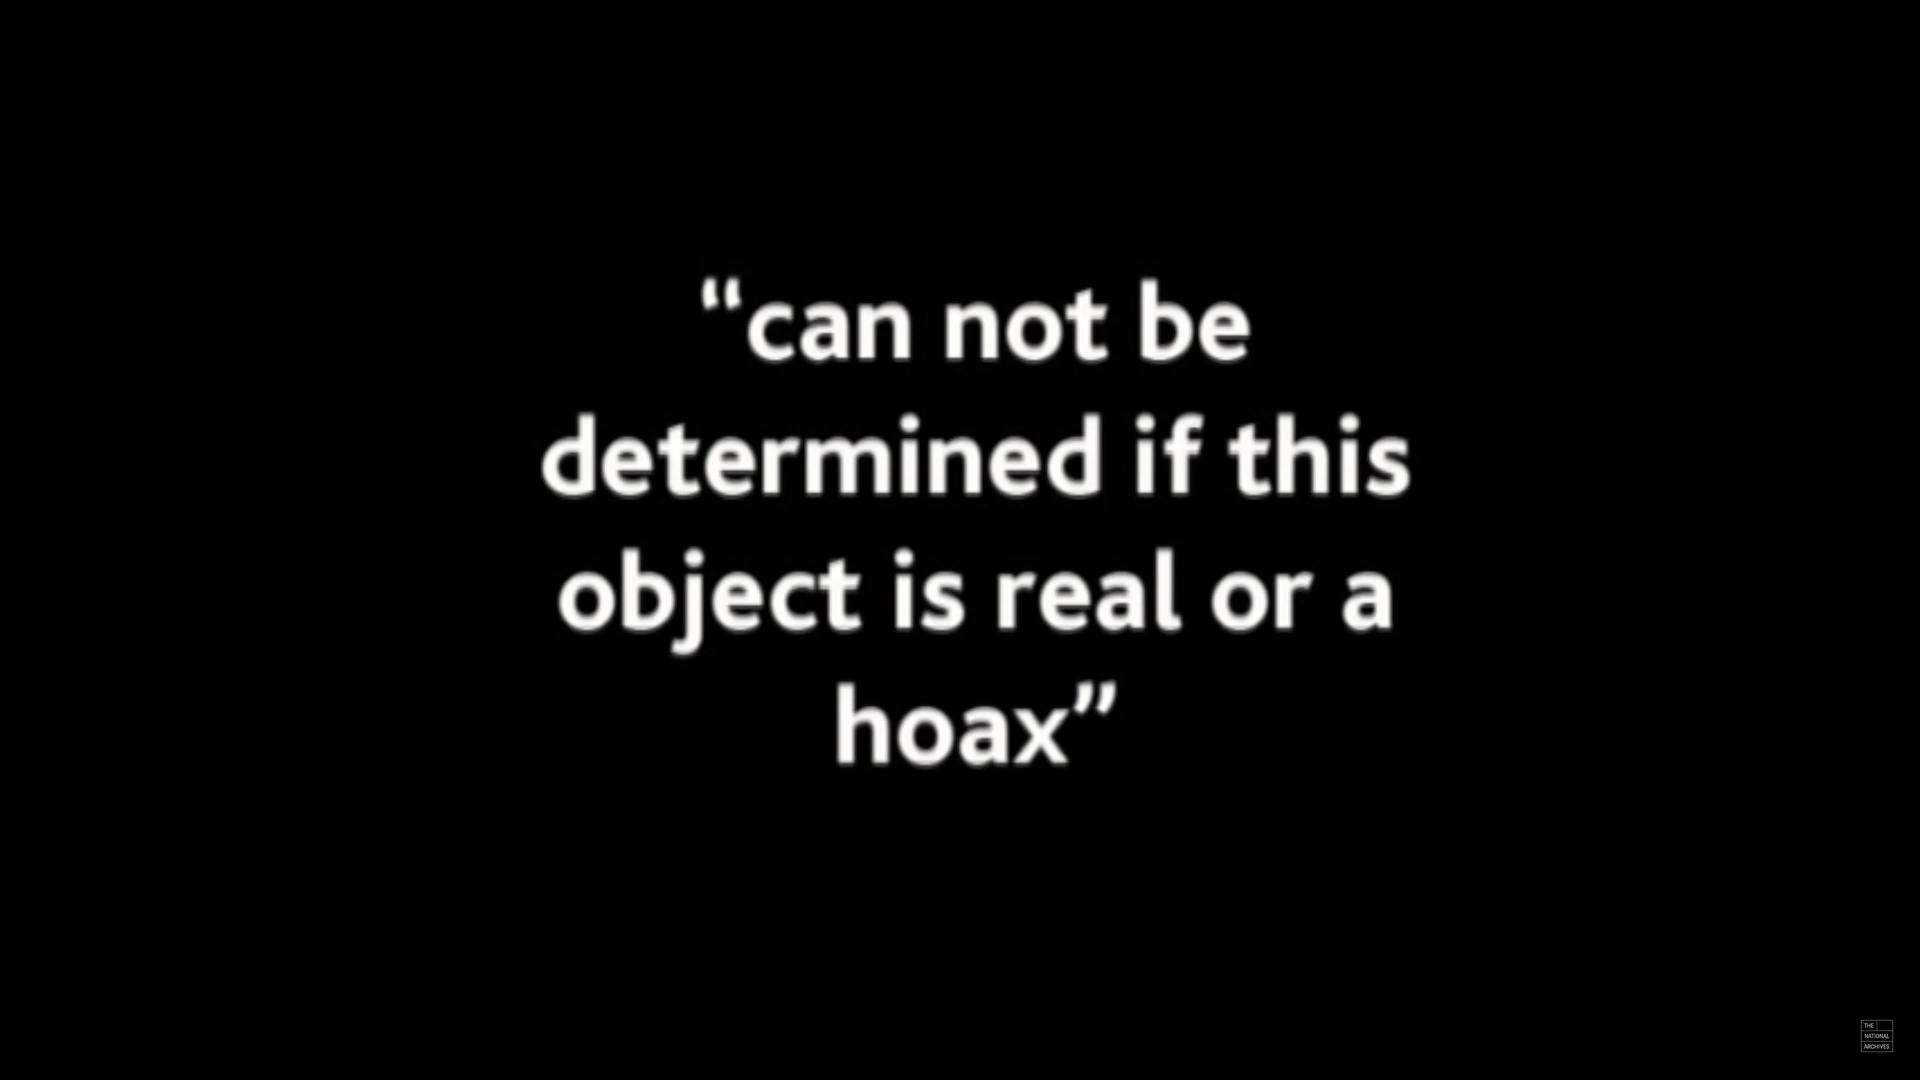 “can not be
determined if this
object is real or a
hoax”
THE
NATIONAL
ARCHIVES